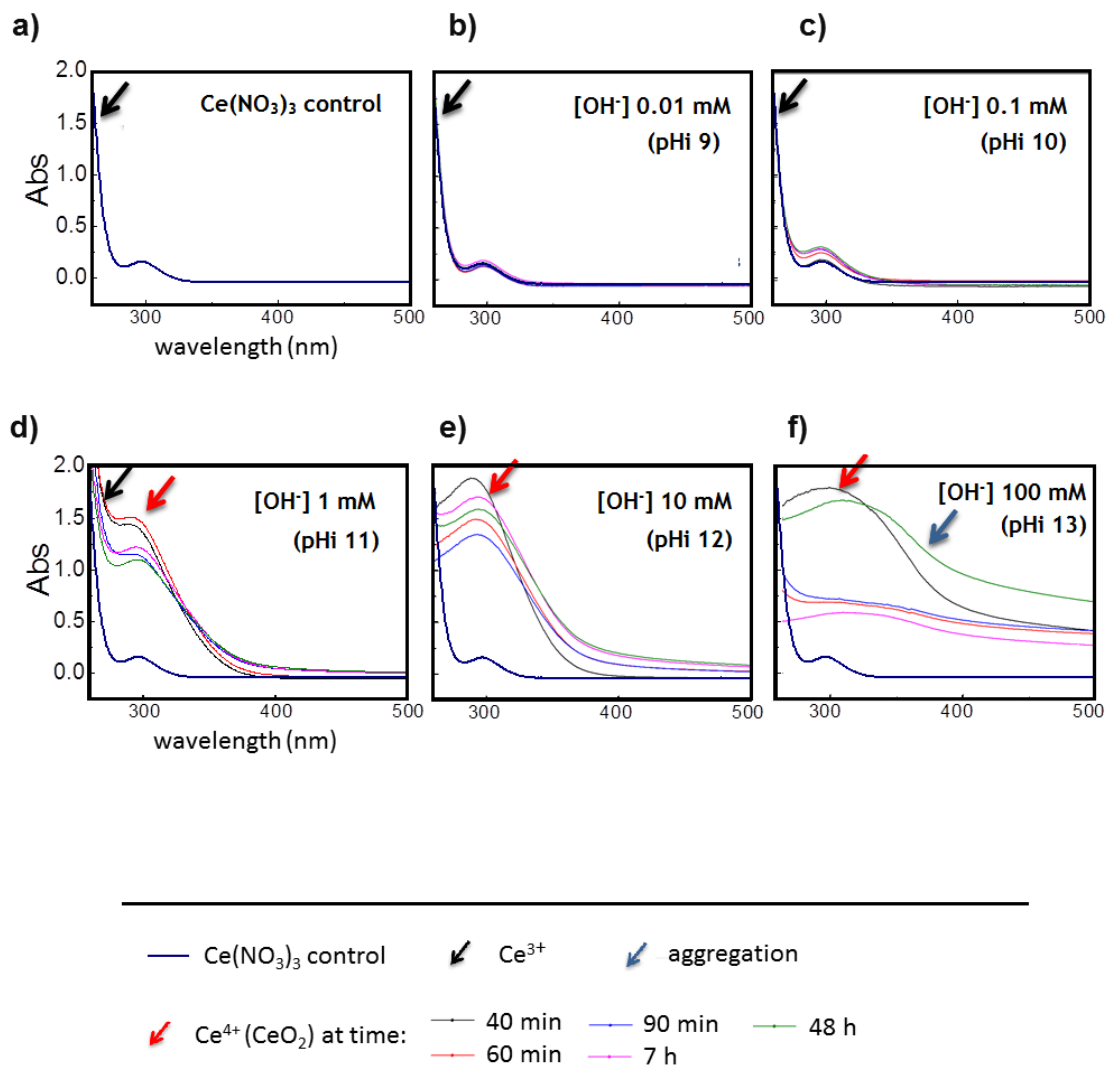 a)
b)
c)
2.0
1.5
1.0
0.5
0.0
Abs
Ce(NO₃)₃ control
[OH⁻] 0.01 mM
(pHi 9)
[OH⁻] 0.1 mM
(pHi 10)
300
400
500
300
400
500
300
400
500
wavelength (nm)
d)
e)
f)
2.0
1.5
1.0
0.5
0.0
Abs
[OH⁻] 1 mM
(pHi 11)
[OH⁻] 10 mM
(pHi 12)
[OH⁻] 100 mM
(pHi 13)
300
400
500
300
400
500
300
400
500
wavelength (nm)
Ce(NO₃)₃ control
Ce³⁺
aggregation
Ce⁴⁺ (CeO₂) at time:
40 min
90 min
48 h
60 min
7 h